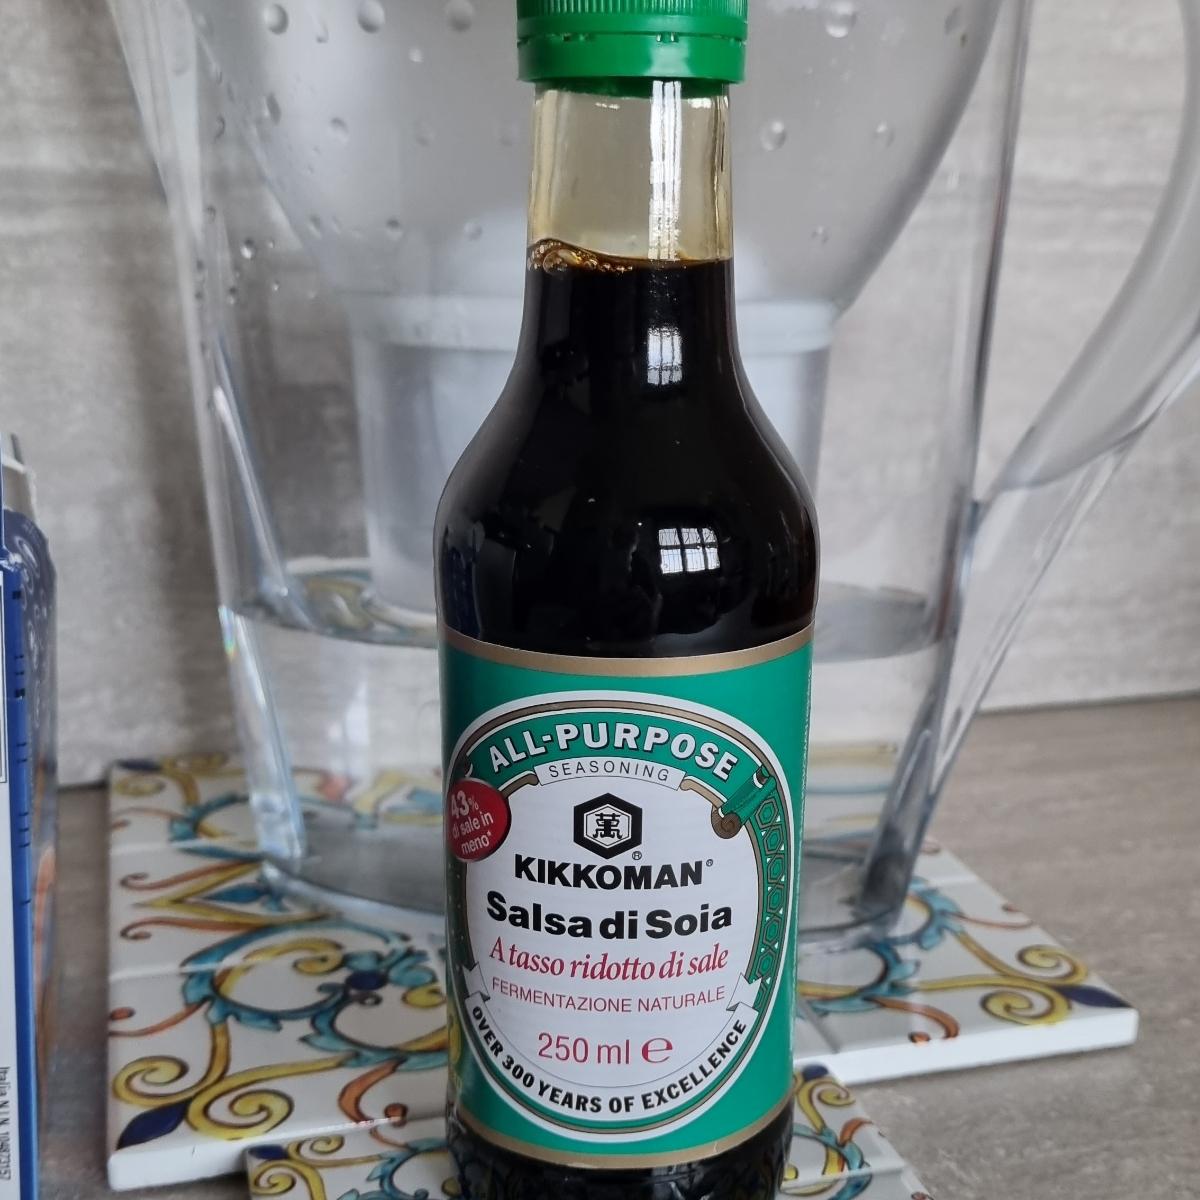 ALL-PURPOSE
SEASONING
43%
di sale in
meno*
萬
®
KIKKOMAN®
Salsa di Soia
A tasso ridotto di sale
FERMENTAZIONE NATURALE
250 ml ℮
OVER 300 YEARS OF EXCELLENCE